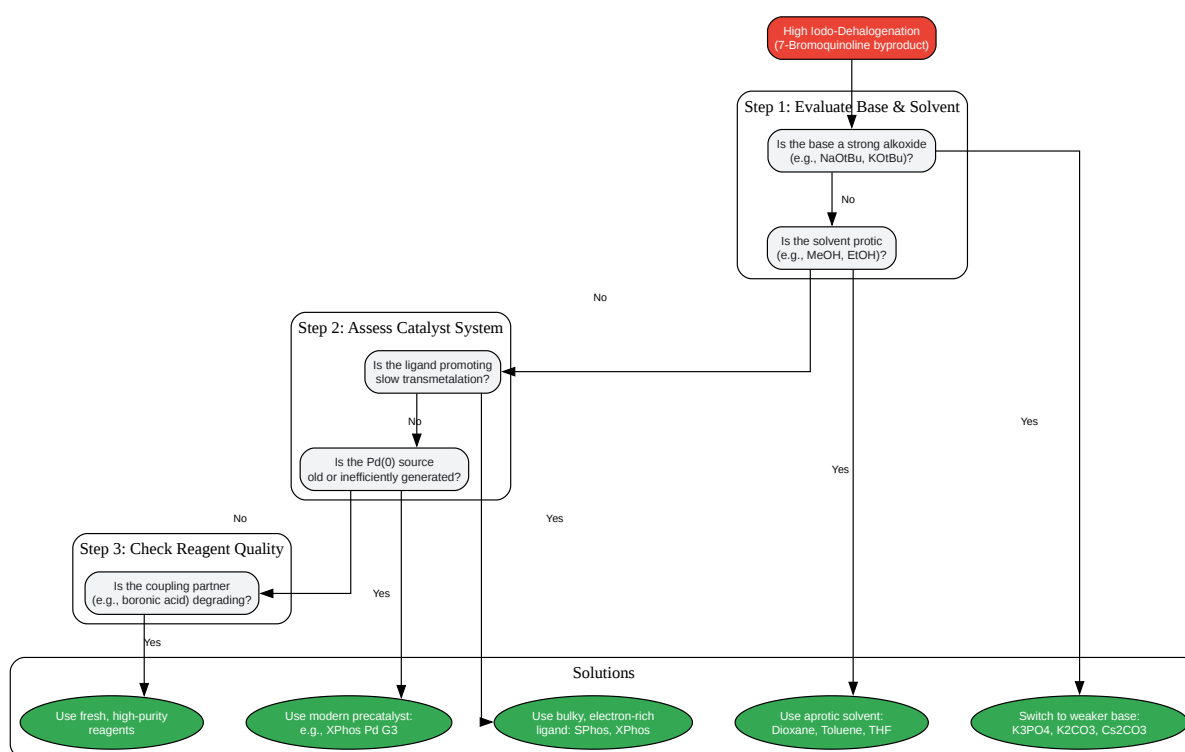 High Iodo-Dehalogenation
(7-Bromoquinoline byproduct)
Step 1: Evaluate Base & Solvent
Is the base a strong alkoxide
(e.g., NaOtBu, KOtBu)?
No
Is the solvent protic
(e.g., MeOH, EtOH)?
No
Step 2: Assess Catalyst System
Is the ligand promoting
slow transmetalation?
No
Yes
Is the Pd(0) source
old or inefficiently generated?
Yes
No
Yes
Step 3: Check Reagent Quality
Is the coupling partner
(e.g., boronic acid) degrading?
Yes
Yes
Solutions
Use fresh, high-purity
reagents
Use modern precatalyst:
e.g., XPhos Pd G3
Use bulky, electron-rich
ligand: SPhos, XPhos
Use aprotic solvent:
Dioxane, Toluene, THF
Switch to weaker base:
K3PO4, K2CO3, Cs2CO3